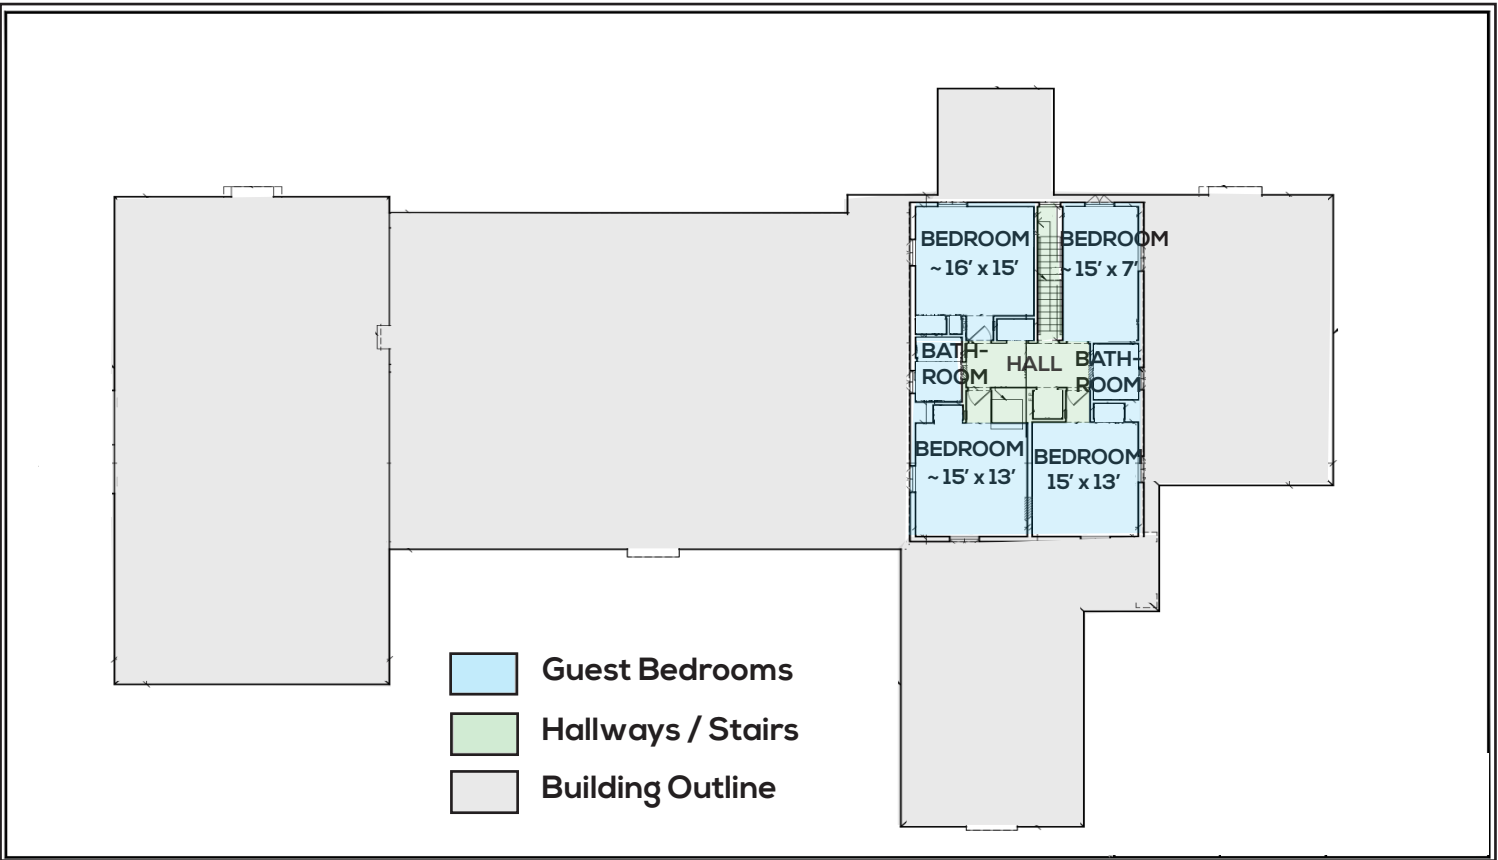 BEDROOM
~ 16’ x 15’
BEDROOM
~ 15’ x 7’
BATH-
ROOM
HALL
BATH-
ROOM
BEDROOM
~ 15’ x 13’
BEDROOM
15’ x 13’
Guest Bedrooms
Hallways / Stairs
Building Outline